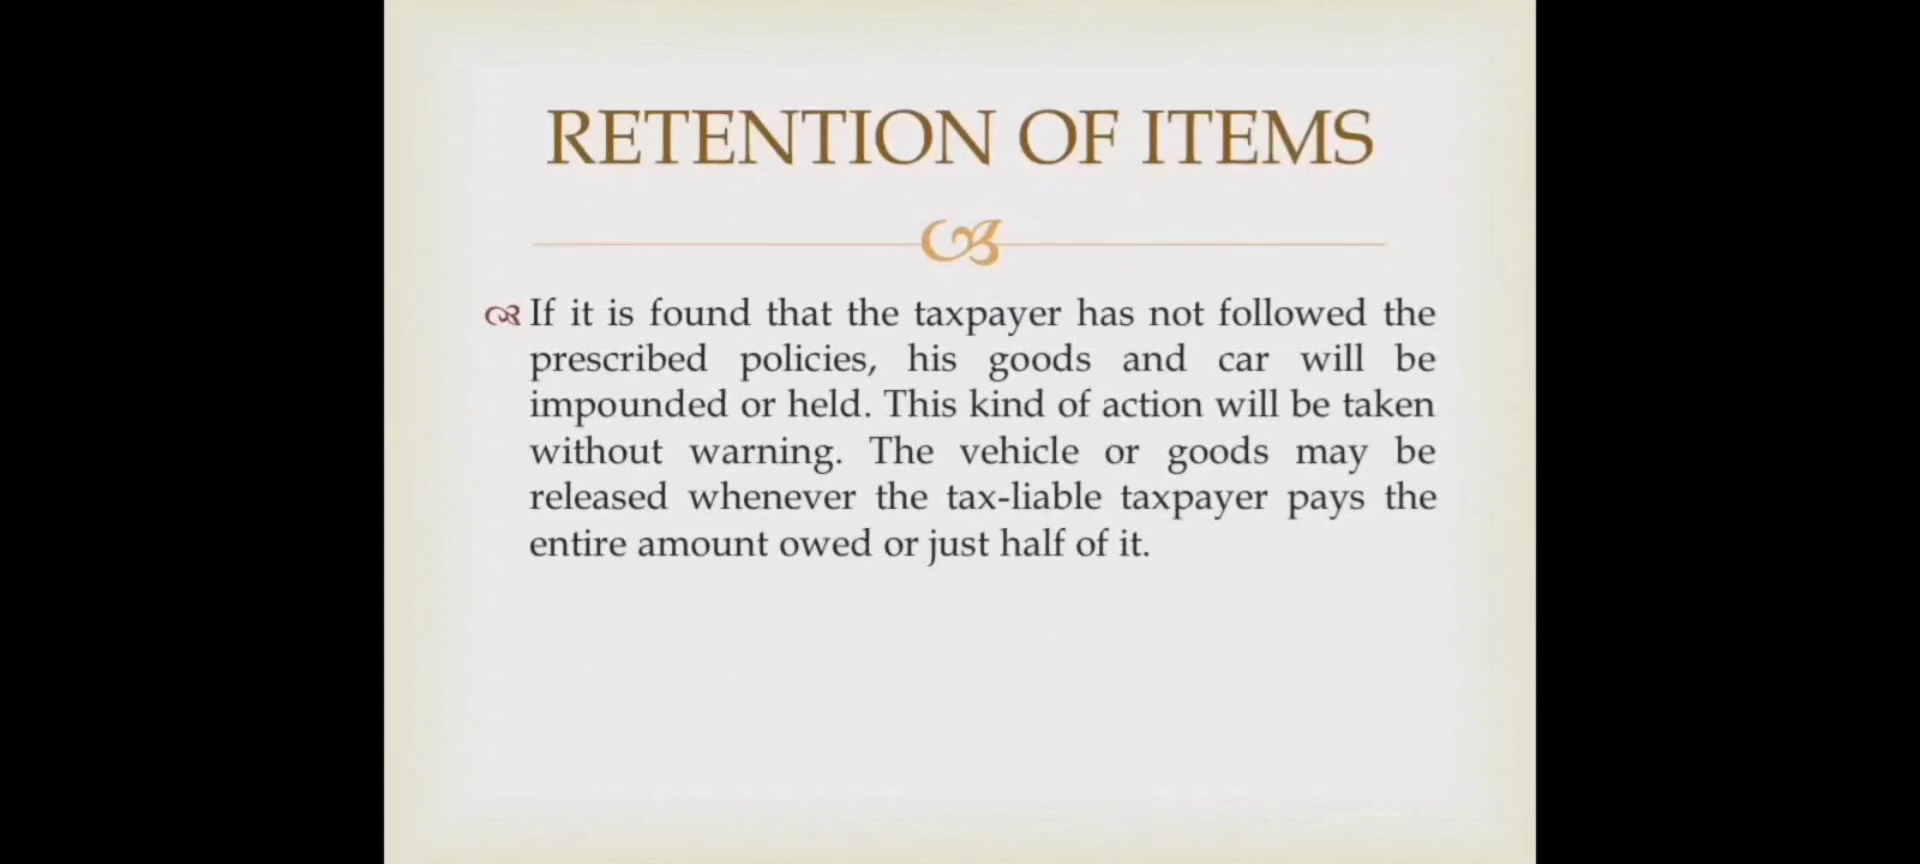 RETENTION OF ITEMS
If it is found that the taxpayer has not followed the
prescribed policies, his goods and car will be
impounded or held. This kind of action will be taken
without warning. The vehicle or goods may be
released whenever the tax-liable taxpayer pays the
entire amount owed or just half of it.